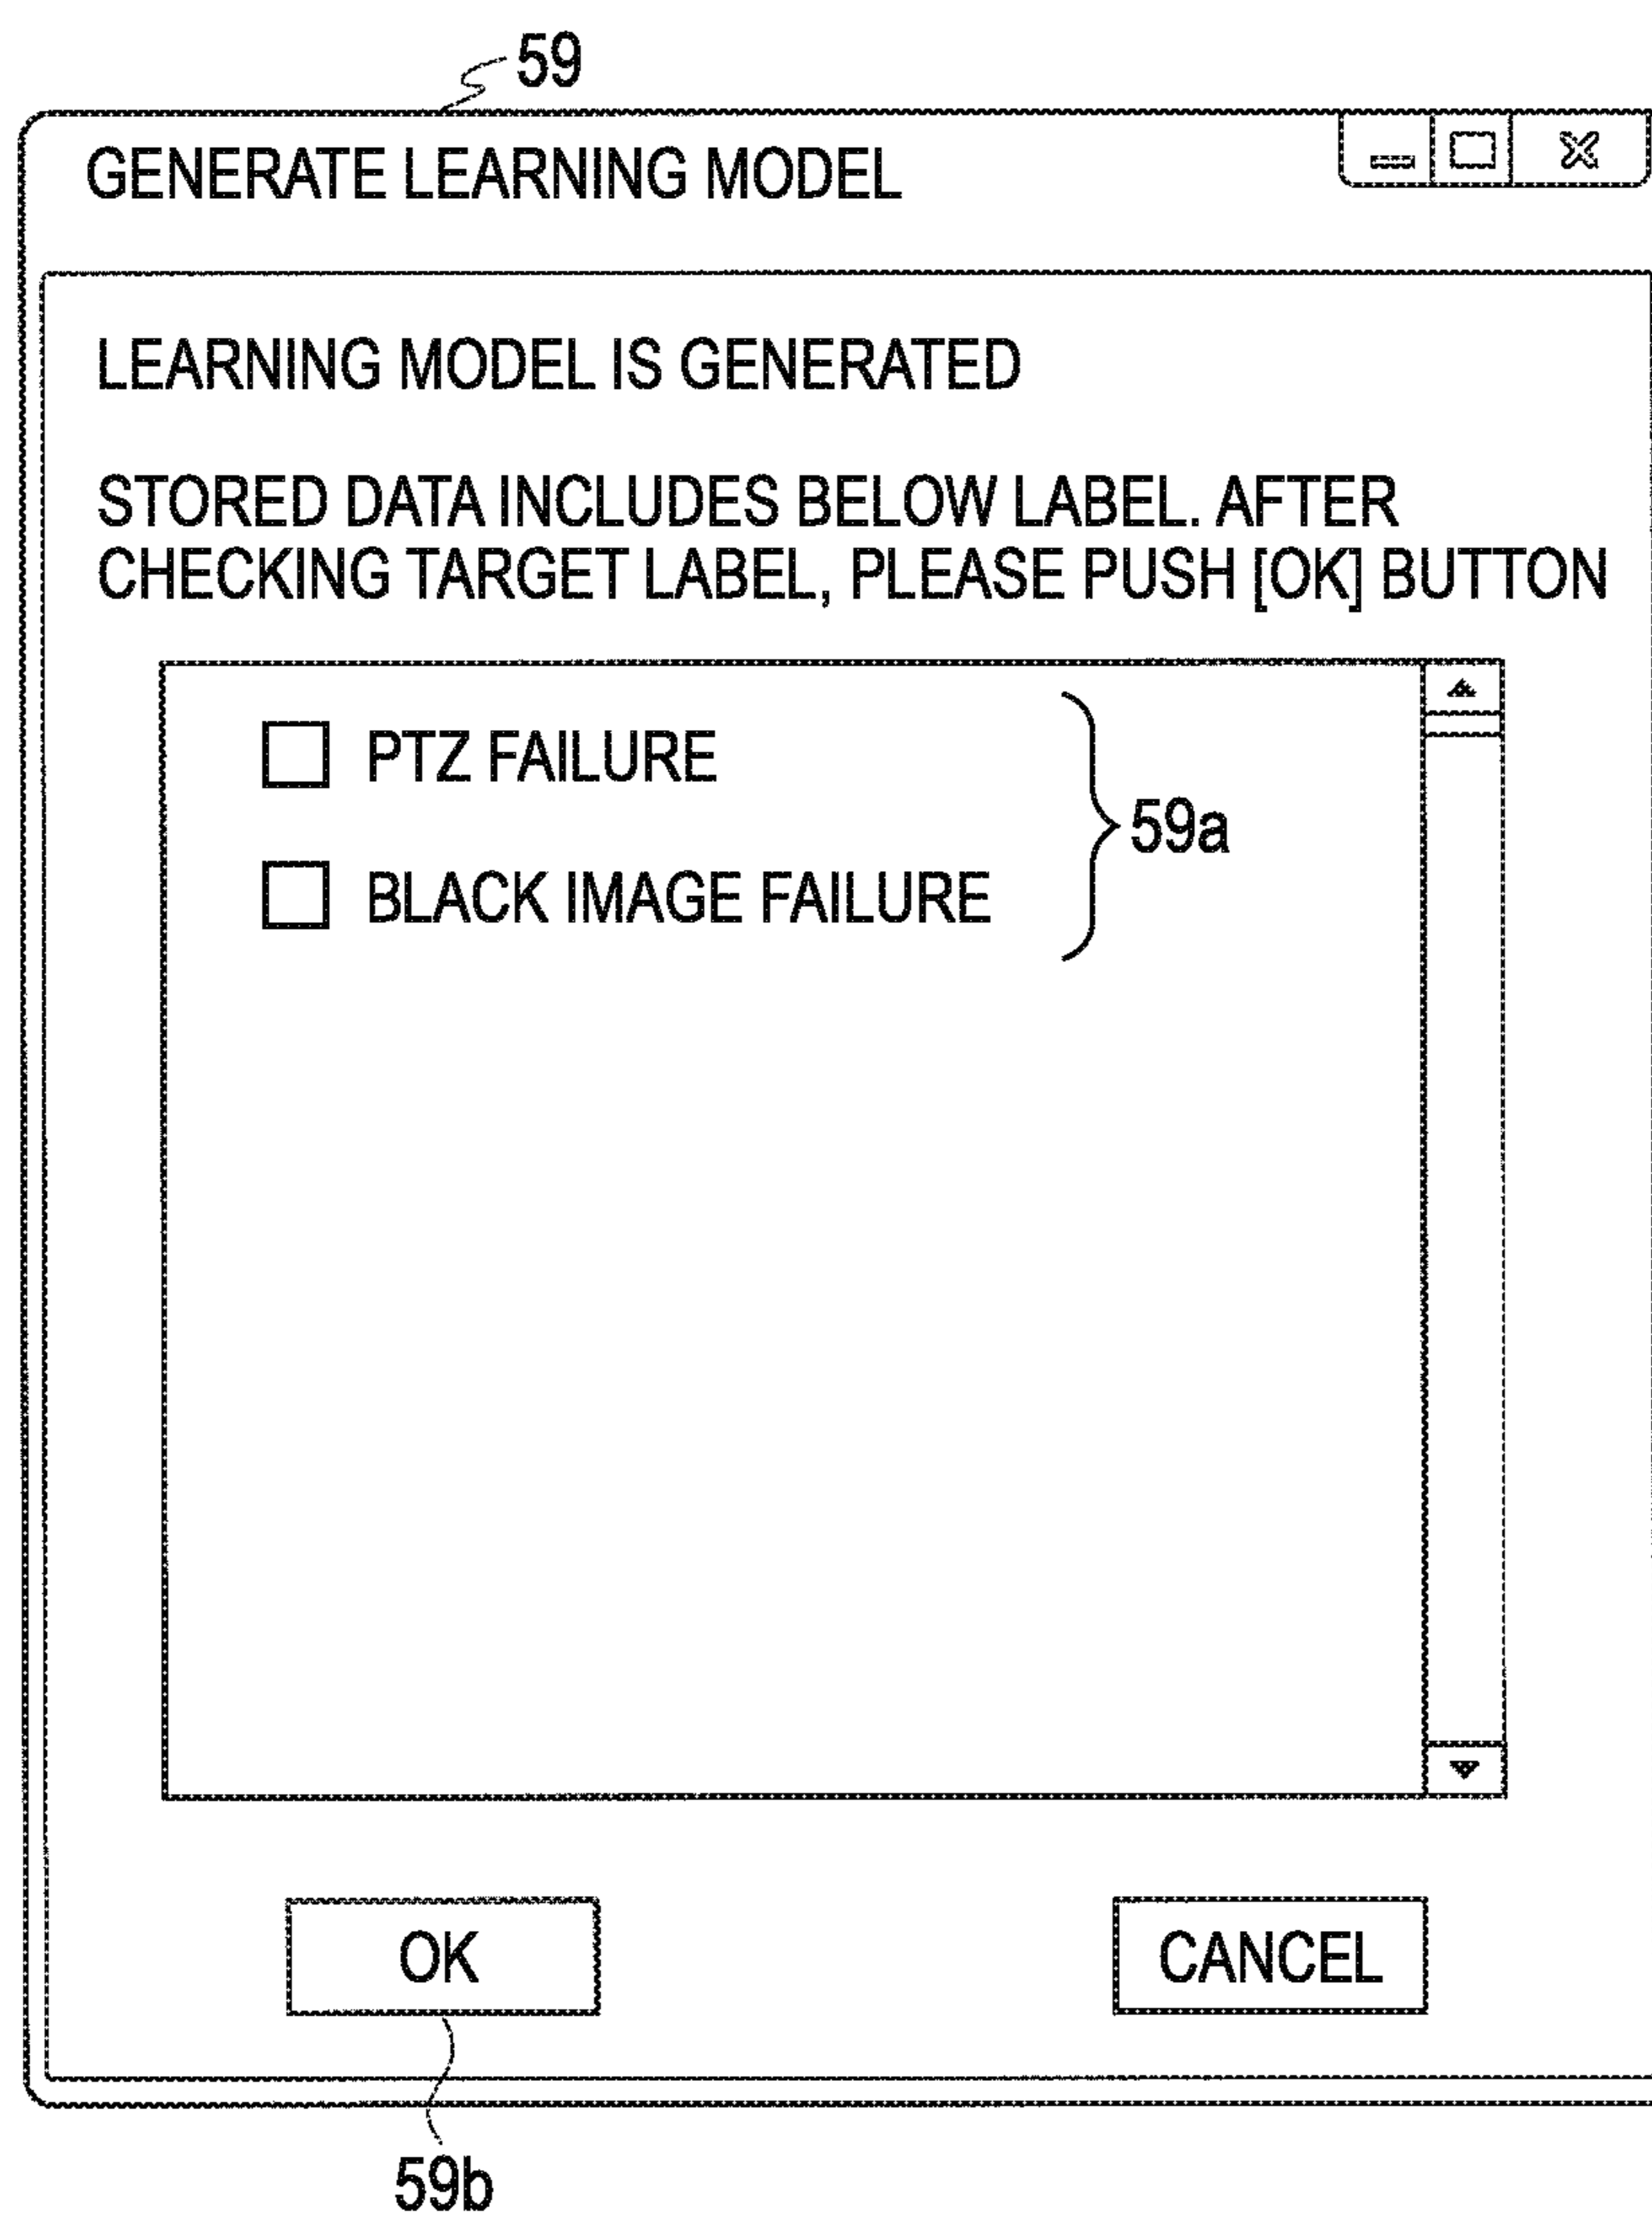 59
GENERATE LEARNING MODEL
LEARNING MODEL IS GENERATED
STORED DATA INCLUDES BELOW LABEL. AFTER
CHECKING TARGET LABEL, PLEASE PUSH [OK] BUTTON
PTZ FAILURE
59a
BLACK IMAGE FAILURE
OK
CANCEL
59b